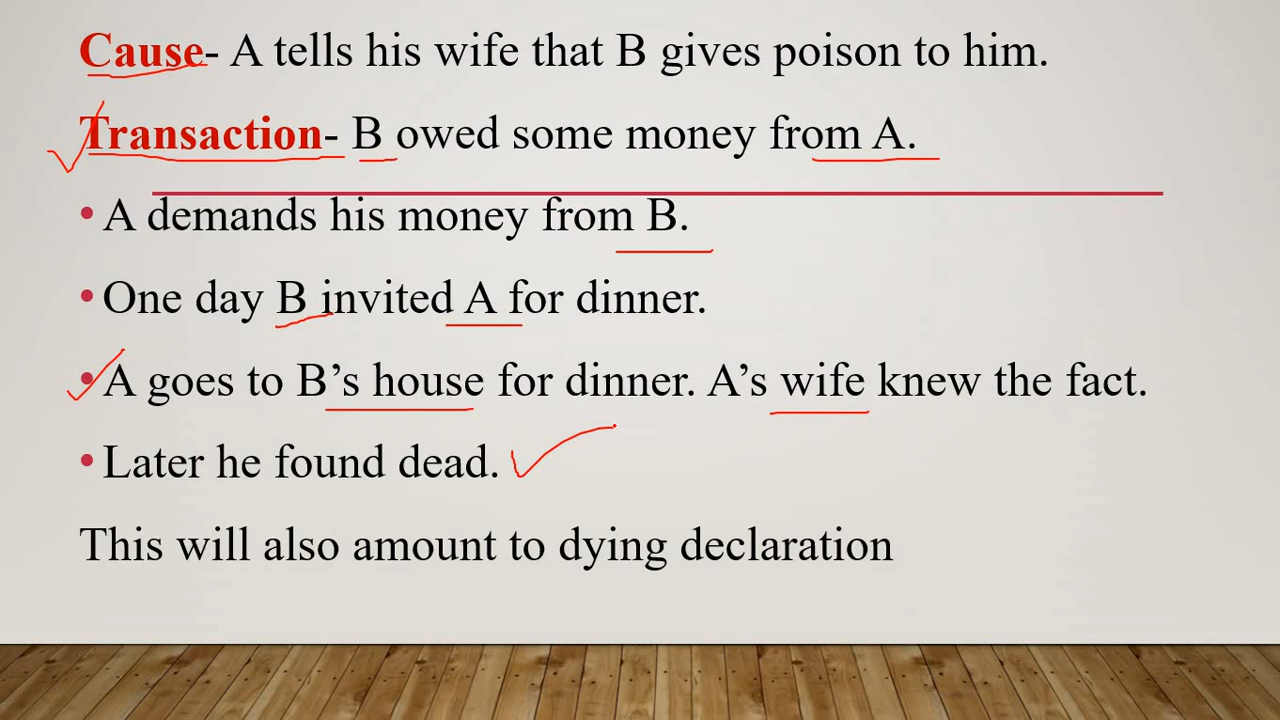 Cause- A tells his wife that B gives poison to him.
Transaction- B owed some money from A.
• A demands his money from B.
• One day B invited A for dinner.
• A goes to B’s house for dinner. A’s wife knew the fact.
• Later he found dead.
This will also amount to dying declaration